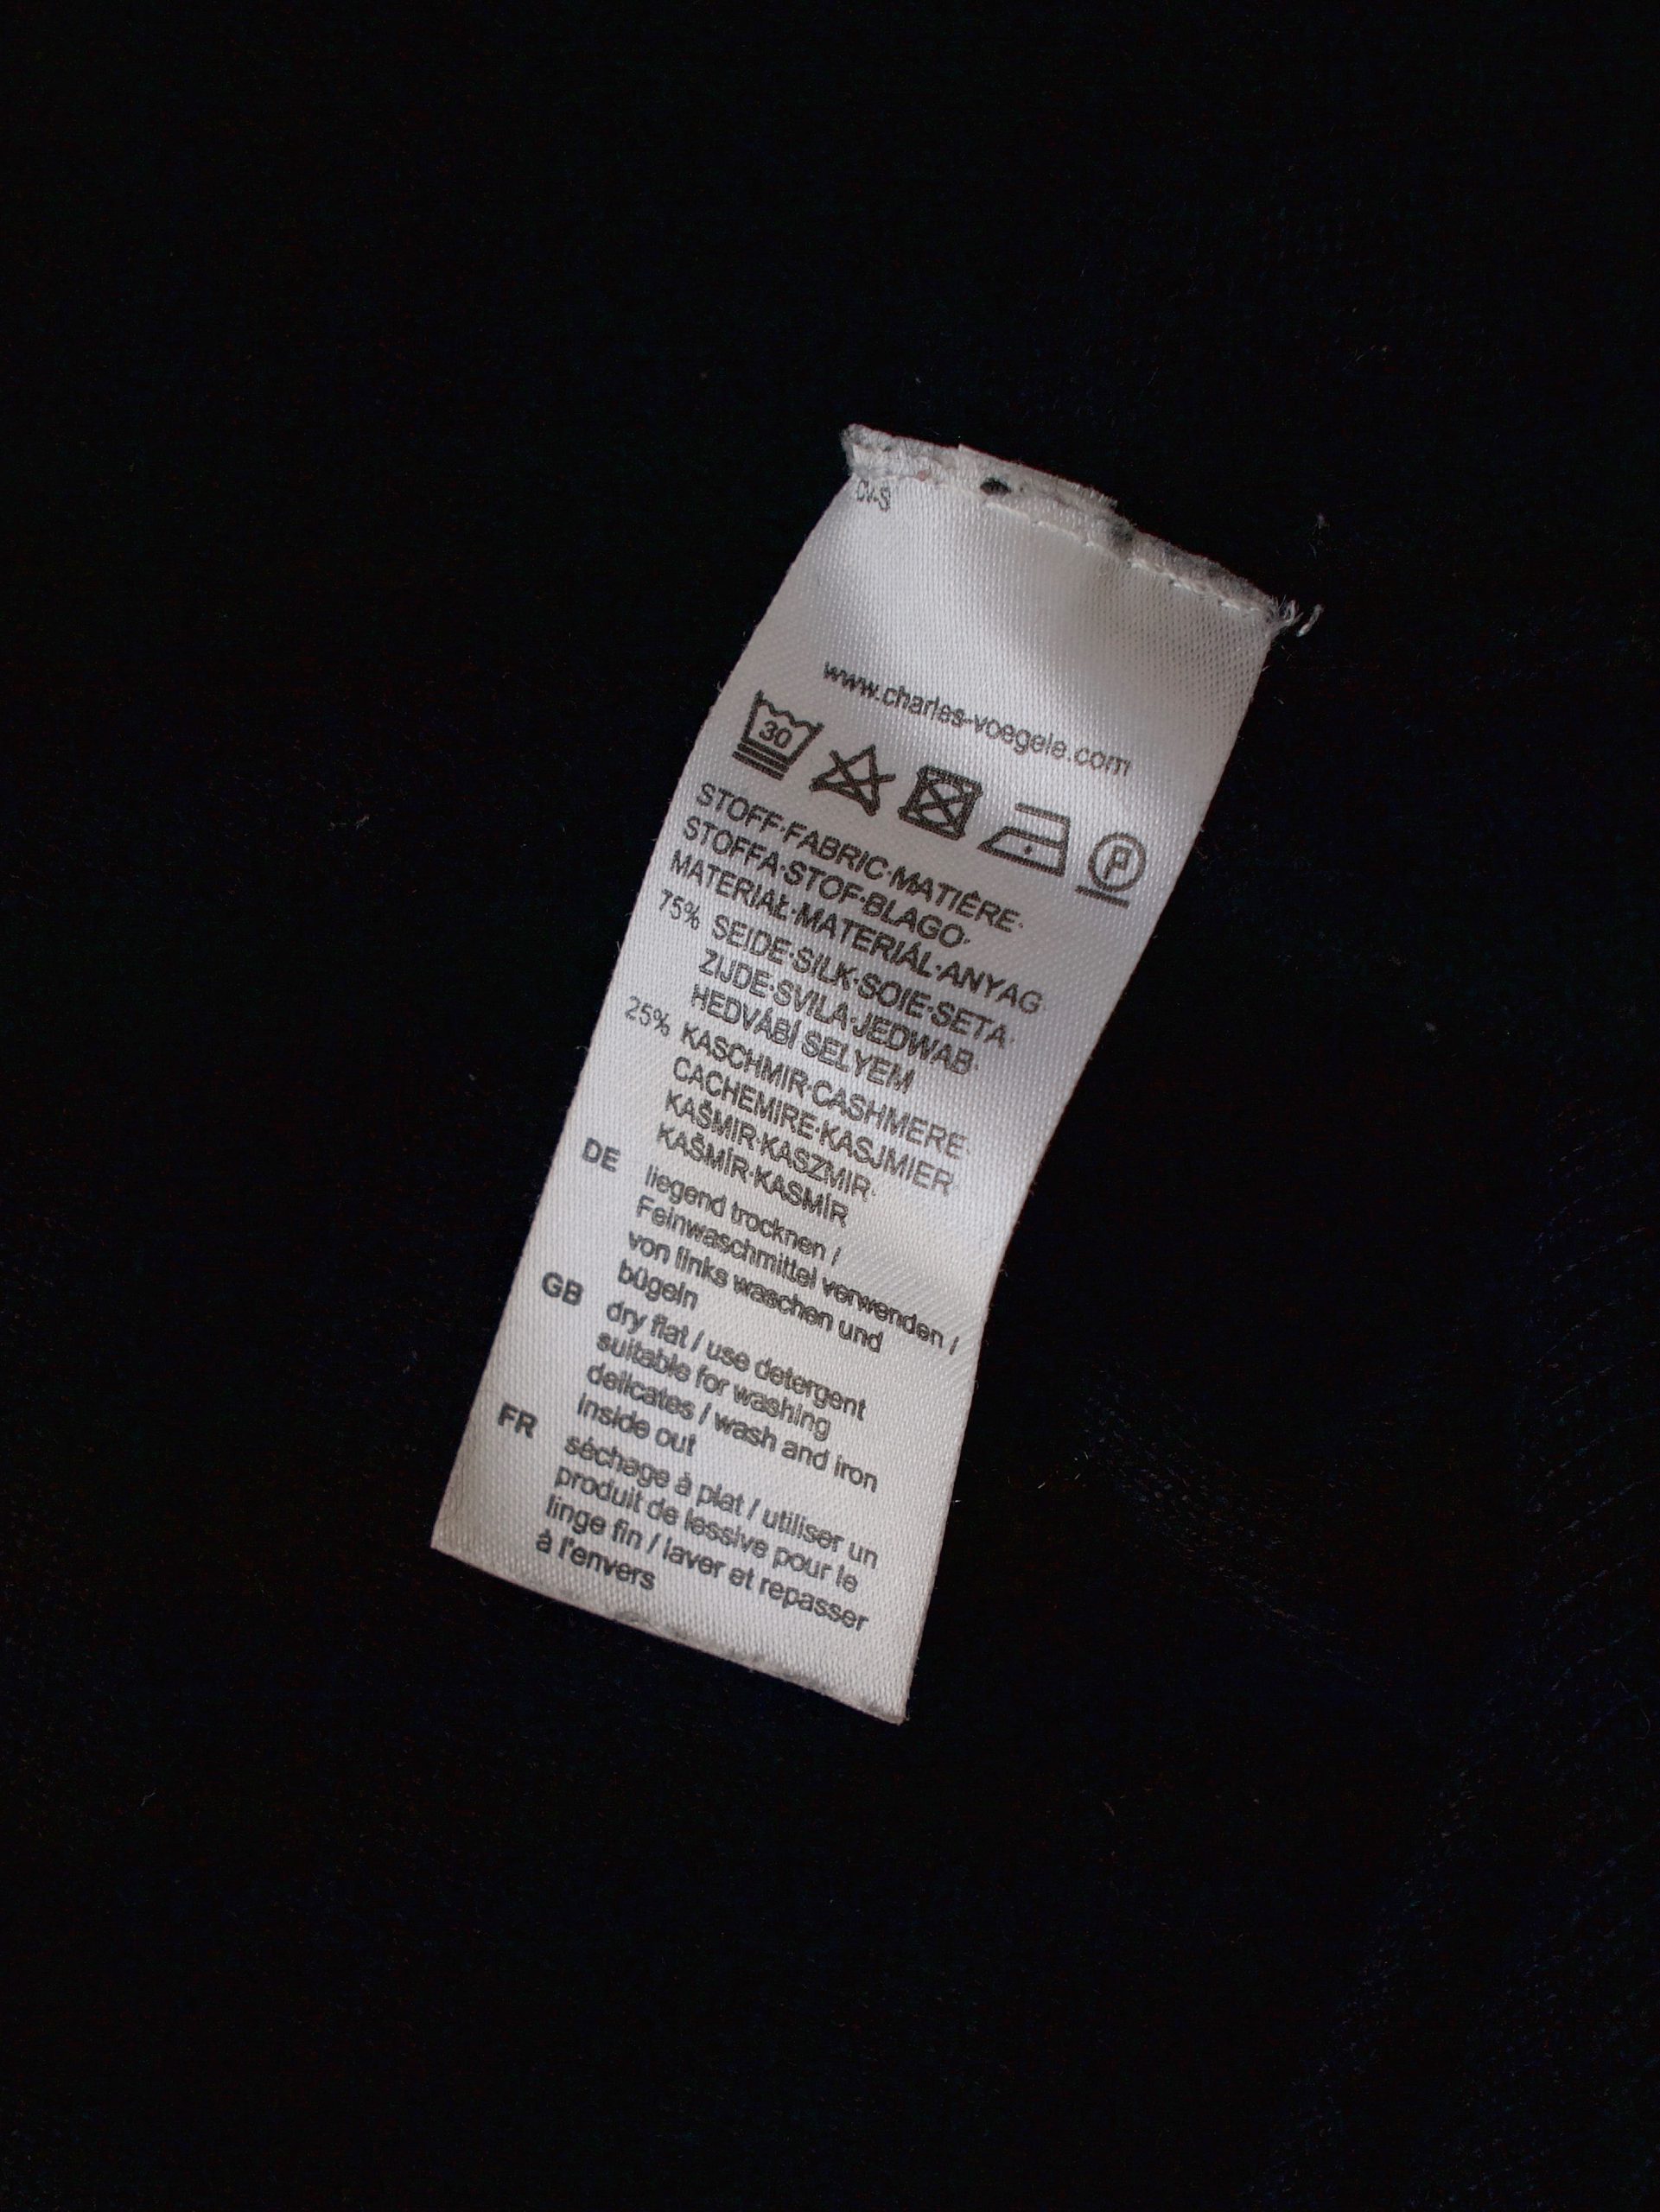 CV-S
www.charles-voegele.com
30
P
STOFF·FABRIC·MATIÈRE·
STOFFA·STOF·BLAGO·
MATERIAŁ·MATERIÁL·ANYAG
75% SEIDE·SILK·SOIE·SETA·
ZIJDE·SVILA·JEDWAB·
HEDVÁBÍ SELYEM
25% KASCHMIR·CASHMERE·
CACHEMIRE·KASJMIER·
KAŠMIR·KASZMIR·
KAŠMÍR·KASMÍR
DE liegend trocknen /
Feinwaschmittel verwenden /
von links waschen und
bügeln
GB dry flat / use detergent
suitable for washing
delicates / wash and iron
inside out
FR séchage à plat / utiliser un
produit de lessive pour le
linge fin / laver et repasser
à l'envers